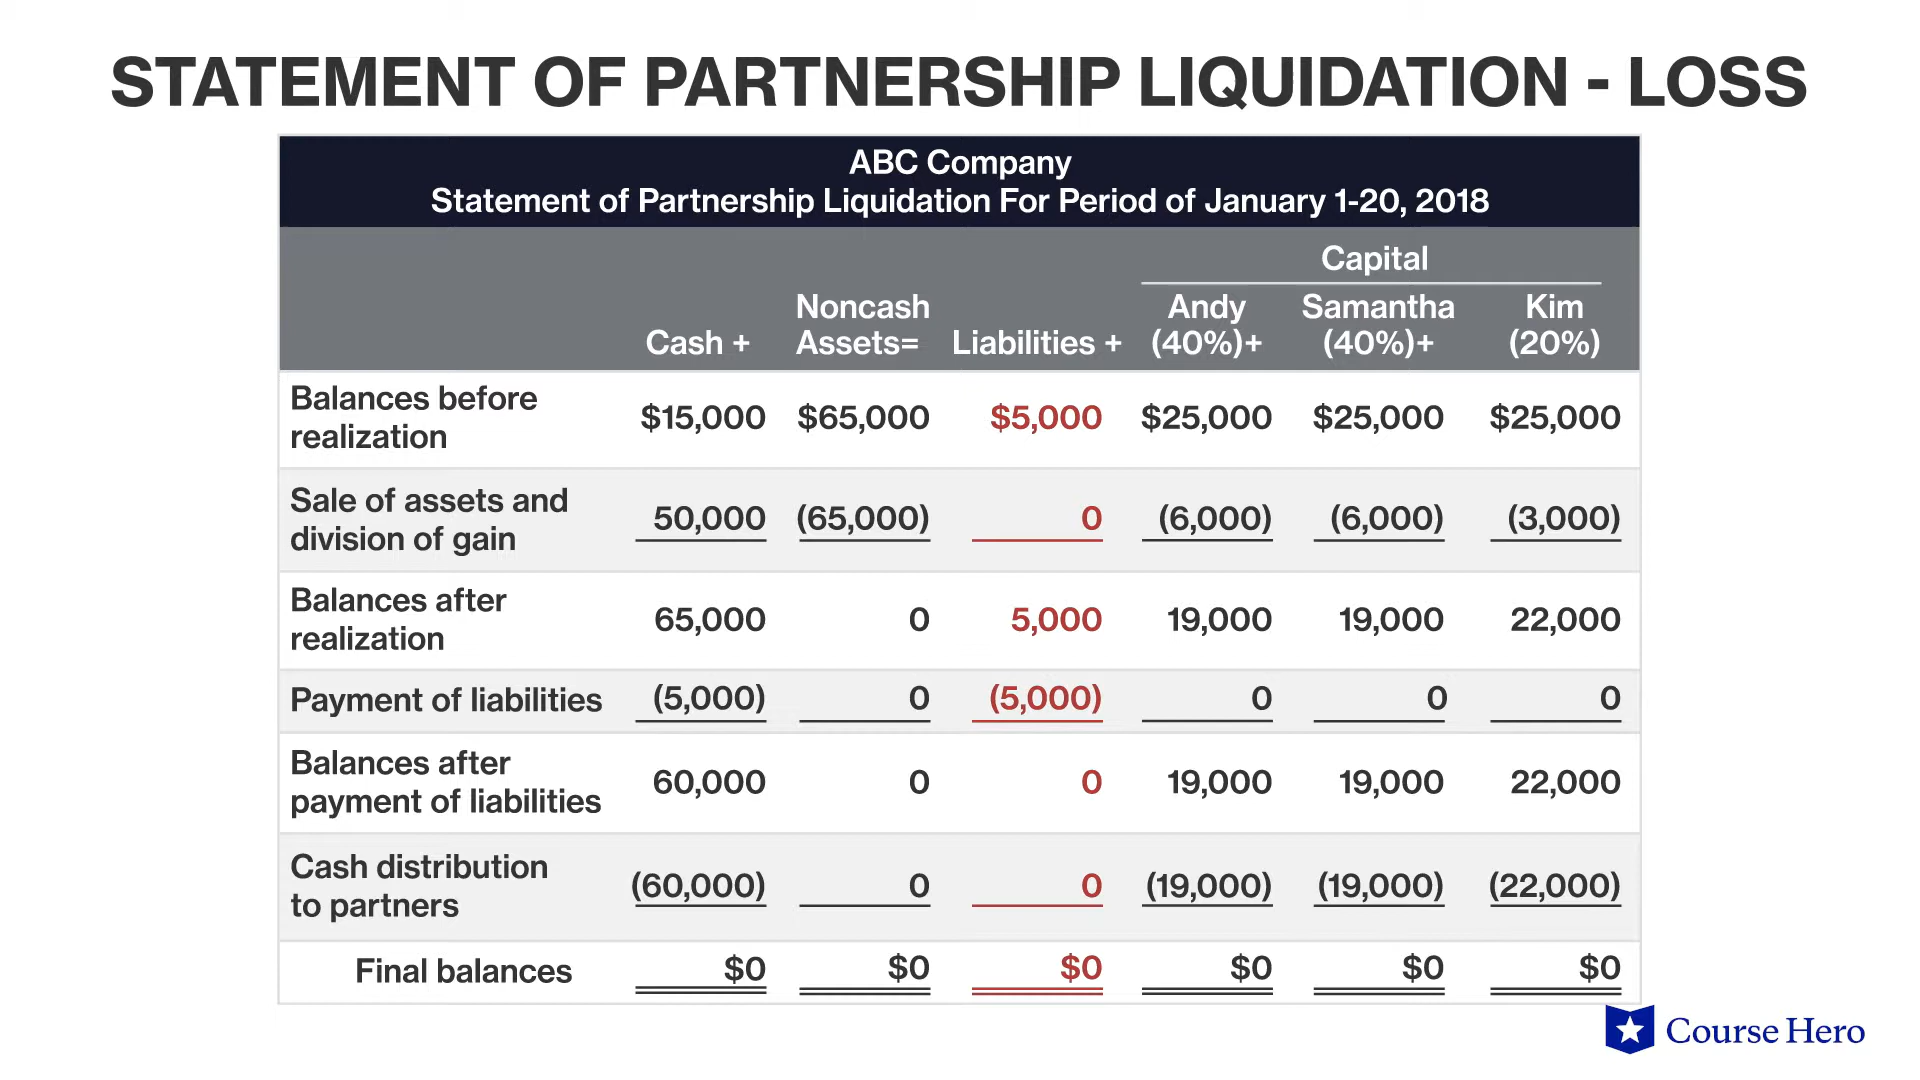 STATEMENT OF PARTNERSHIP LIQUIDATION - LOSS
ABC Company
Statement of Partnership Liquidation For Period of January 1-20, 2018
Capital
Cash + Noncash Assets= Liabilities + Andy (40%)+ Samantha (40%)+ Kim (20%)
Balances before realization $15,000 $65,000 $5,000 $25,000 $25,000 $25,000
Sale of assets and division of gain 50,000 (65,000) 0 (6,000) (6,000) (3,000)
Balances after realization 65,000 0 5,000 19,000 19,000 22,000
Payment of liabilities (5,000) 0 (5,000) 0 0 0
Balances after payment of liabilities 60,000 0 0 19,000 19,000 22,000
Cash distribution to partners (60,000) 0 0 (19,000) (19,000) (22,000)
Final balances $0 $0 $0 $0 $0 $0
Course Hero